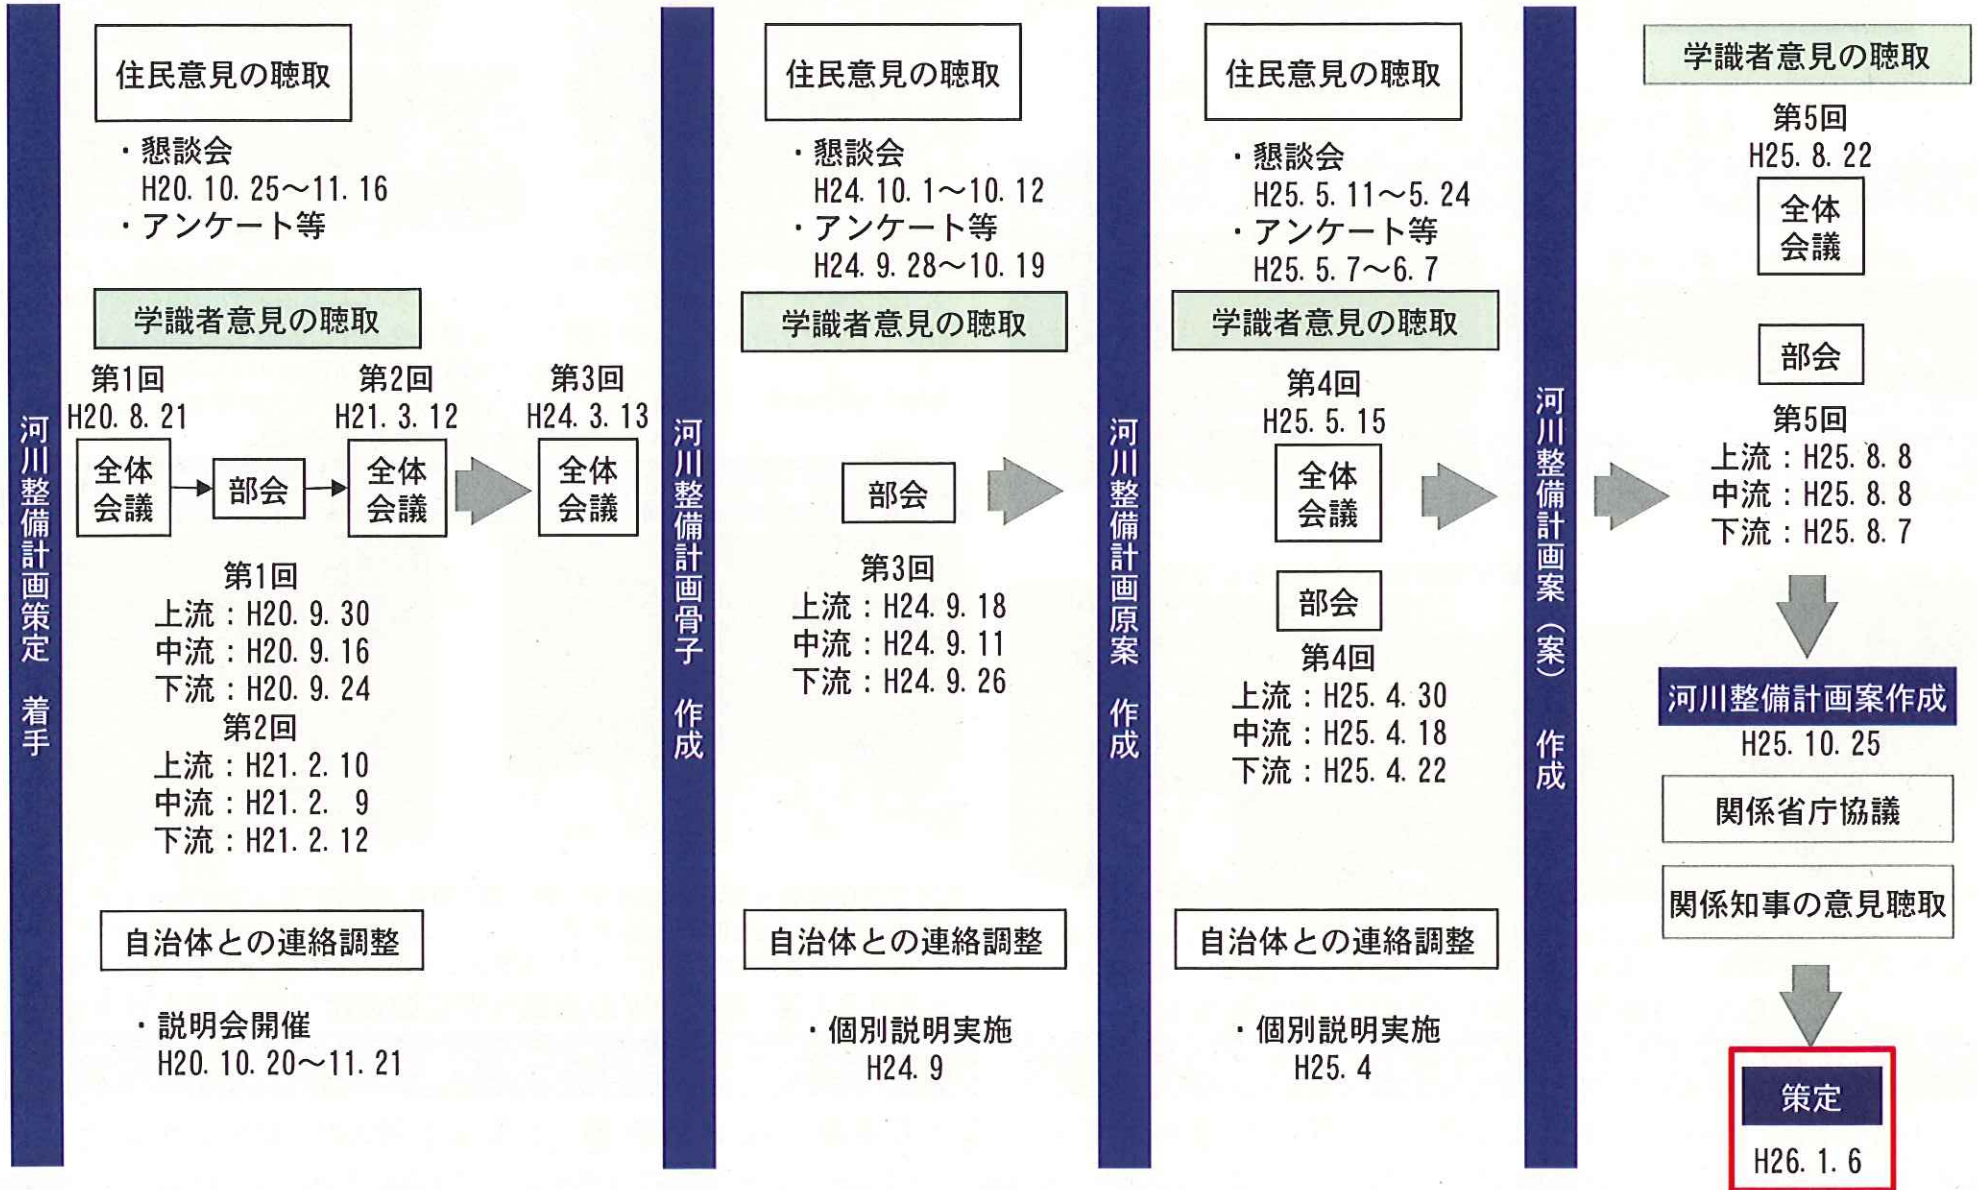 河川整備計画策定 着手
住民意見の聴取
・懇談会
H20.10.25～11.16
・アンケート等
学識者意見の聴取
第1回
H20.8.21
全体
会議
部会
第2回
H21.3.12
全体
会議
第3回
H24.3.13
全体
会議
第1回
上流：H20.9.30
中流：H20.9.16
下流：H20.9.24
第2回
上流：H21.2.10
中流：H21.2. 9
下流：H21.2.12
自治体との連絡調整
・説明会開催
H20.10.20～11.21
河川整備計画骨子 作成
住民意見の聴取
・懇談会
H24.10.1～10.12
・アンケート等
H24.9.28～10.19
学識者意見の聴取
部会
第3回
上流：H24.9.18
中流：H24.9.11
下流：H24.9.26
自治体との連絡調整
・個別説明実施
H24.9
河川整備計画原案 作成
住民意見の聴取
・懇談会
H25.5.11～5.24
・アンケート等
H25.5.7～6.7
学識者意見の聴取
第4回
H25.5.15
全体
会議
部会
第4回
上流：H25.4.30
中流：H25.4.18
下流：H25.4.22
自治体との連絡調整
・個別説明実施
H25.4
河川整備計画案（案） 作成
学識者意見の聴取
第5回
H25.8.22
全体
会議
部会
第5回
上流：H25.8.8
中流：H25.8.8
下流：H25.8.7
河川整備計画案作成
H25.10.25
関係省庁協議
関係知事の意見聴取
策定
H26.1.6